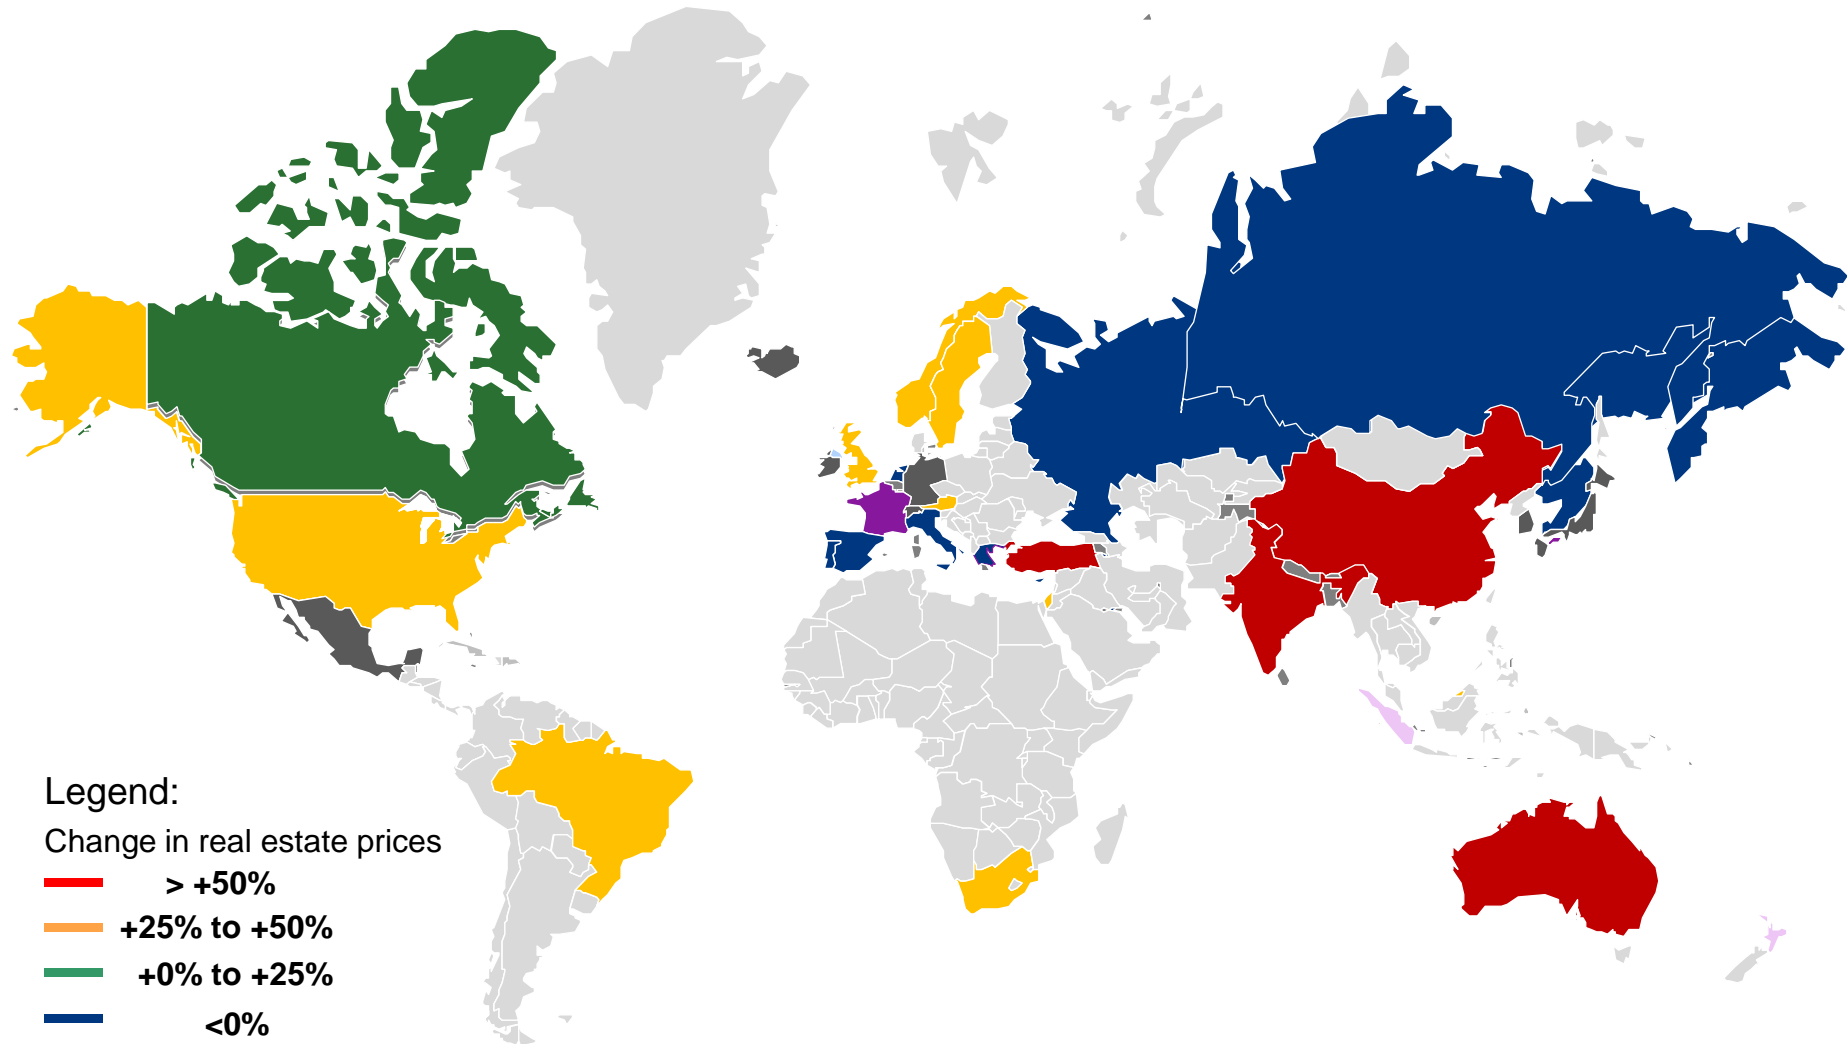 Legend:
Change in real estate prices
> +50%
+25% to +50%
+0% to +25%
<0%